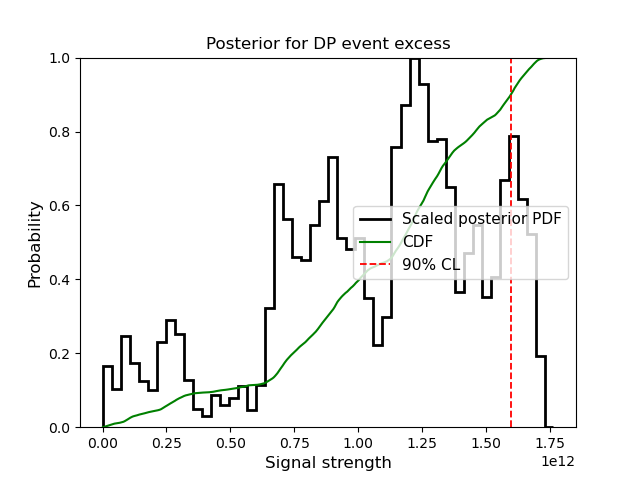 Posterior for DP event excess
Probability
1.0
0.8
0.6
0.4
0.2
0.0
Scaled posterior PDF
CDF
90% CL
0.00 0.25 0.50 0.75 1.00 1.25 1.50 1.75
1e12
Signal strength